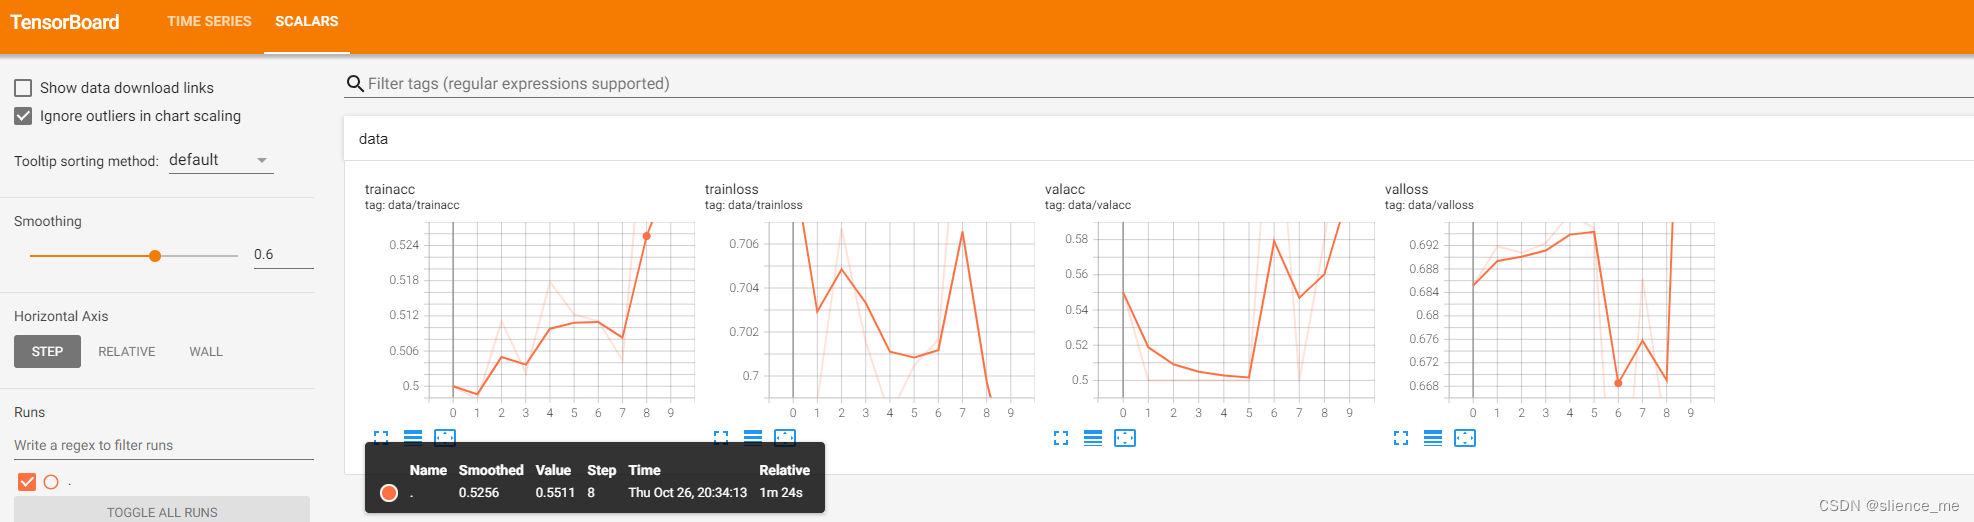 TensorBoard TIME SERIES SCALARS
Show data download links
Ignore outliers in chart scaling
Tooltip sorting method: default
Smoothing
0.6
Horizontal Axis
STEP RELATIVE WALL
Runs
Write a regex to filter runs
.
TOGGLE ALL RUNS
Filter tags (regular expressions supported)
data
trainacc
tag: data/trainacc
0.524
0.518
0.512
0.506
0.5
0 1 2 3 4 5 6 7 8 9
trainloss
tag: data/trainloss
0.706
0.704
0.702
0.7
0 1 2 3 4 5 6 7 8 9
valacc
tag: data/valacc
0.58
0.56
0.54
0.52
0.5
0 1 2 3 4 5 6 7 8 9
valloss
tag: data/valloss
0.692
0.688
0.684
0.68
0.676
0.672
0.668
0 1 2 3 4 5 6 7 8 9
Name Smoothed Value Step Time Relative
. 0.5256 0.5511 8 Thu Oct 26, 20:34:13 1m 24s
CSDN @slience_me